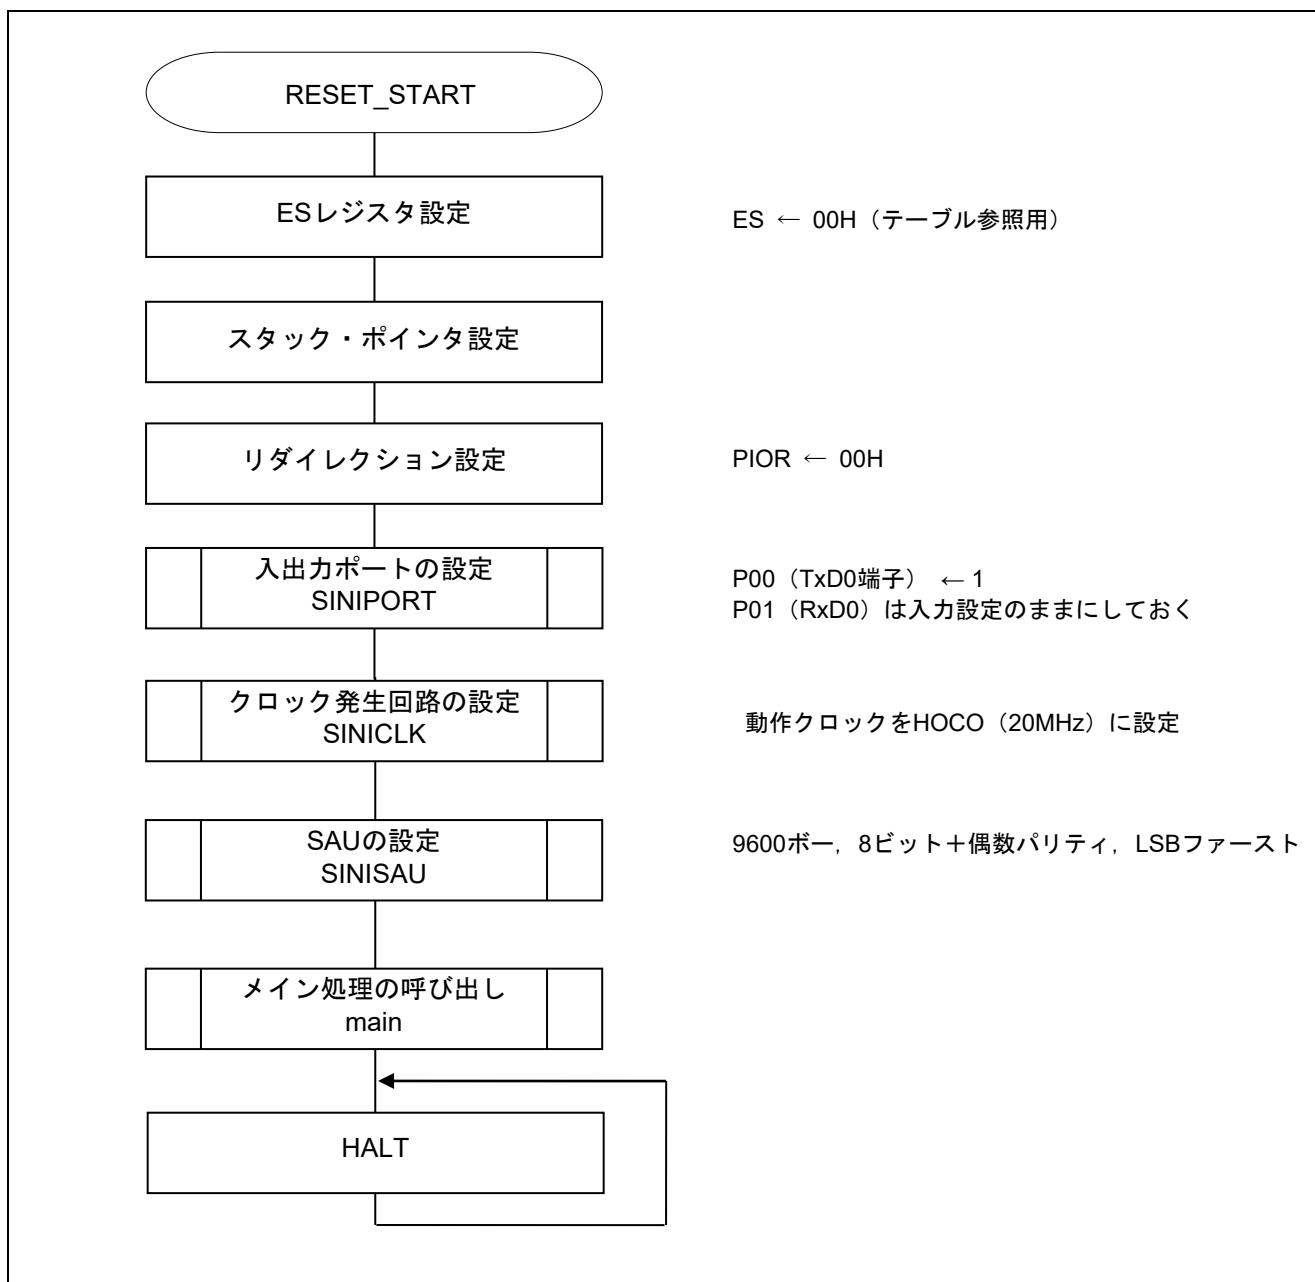 RESET_START
ESレジスタ設定
ES ← 00H（テーブル参照用）
スタック・ポインタ設定
リダイレクション設定
PIOR ← 00H
入出力ポートの設定
SINIPORT
P00（TxD0端子） ← 1
P01（RxD0）は入力設定のままにしておく
クロック発生回路の設定
SINICLK
動作クロックをHOCO（20MHz）に設定
SAUの設定
SINISAU
9600ボー，8ビット＋偶数パリティ，LSBファースト
メイン処理の呼び出し
main
HALT